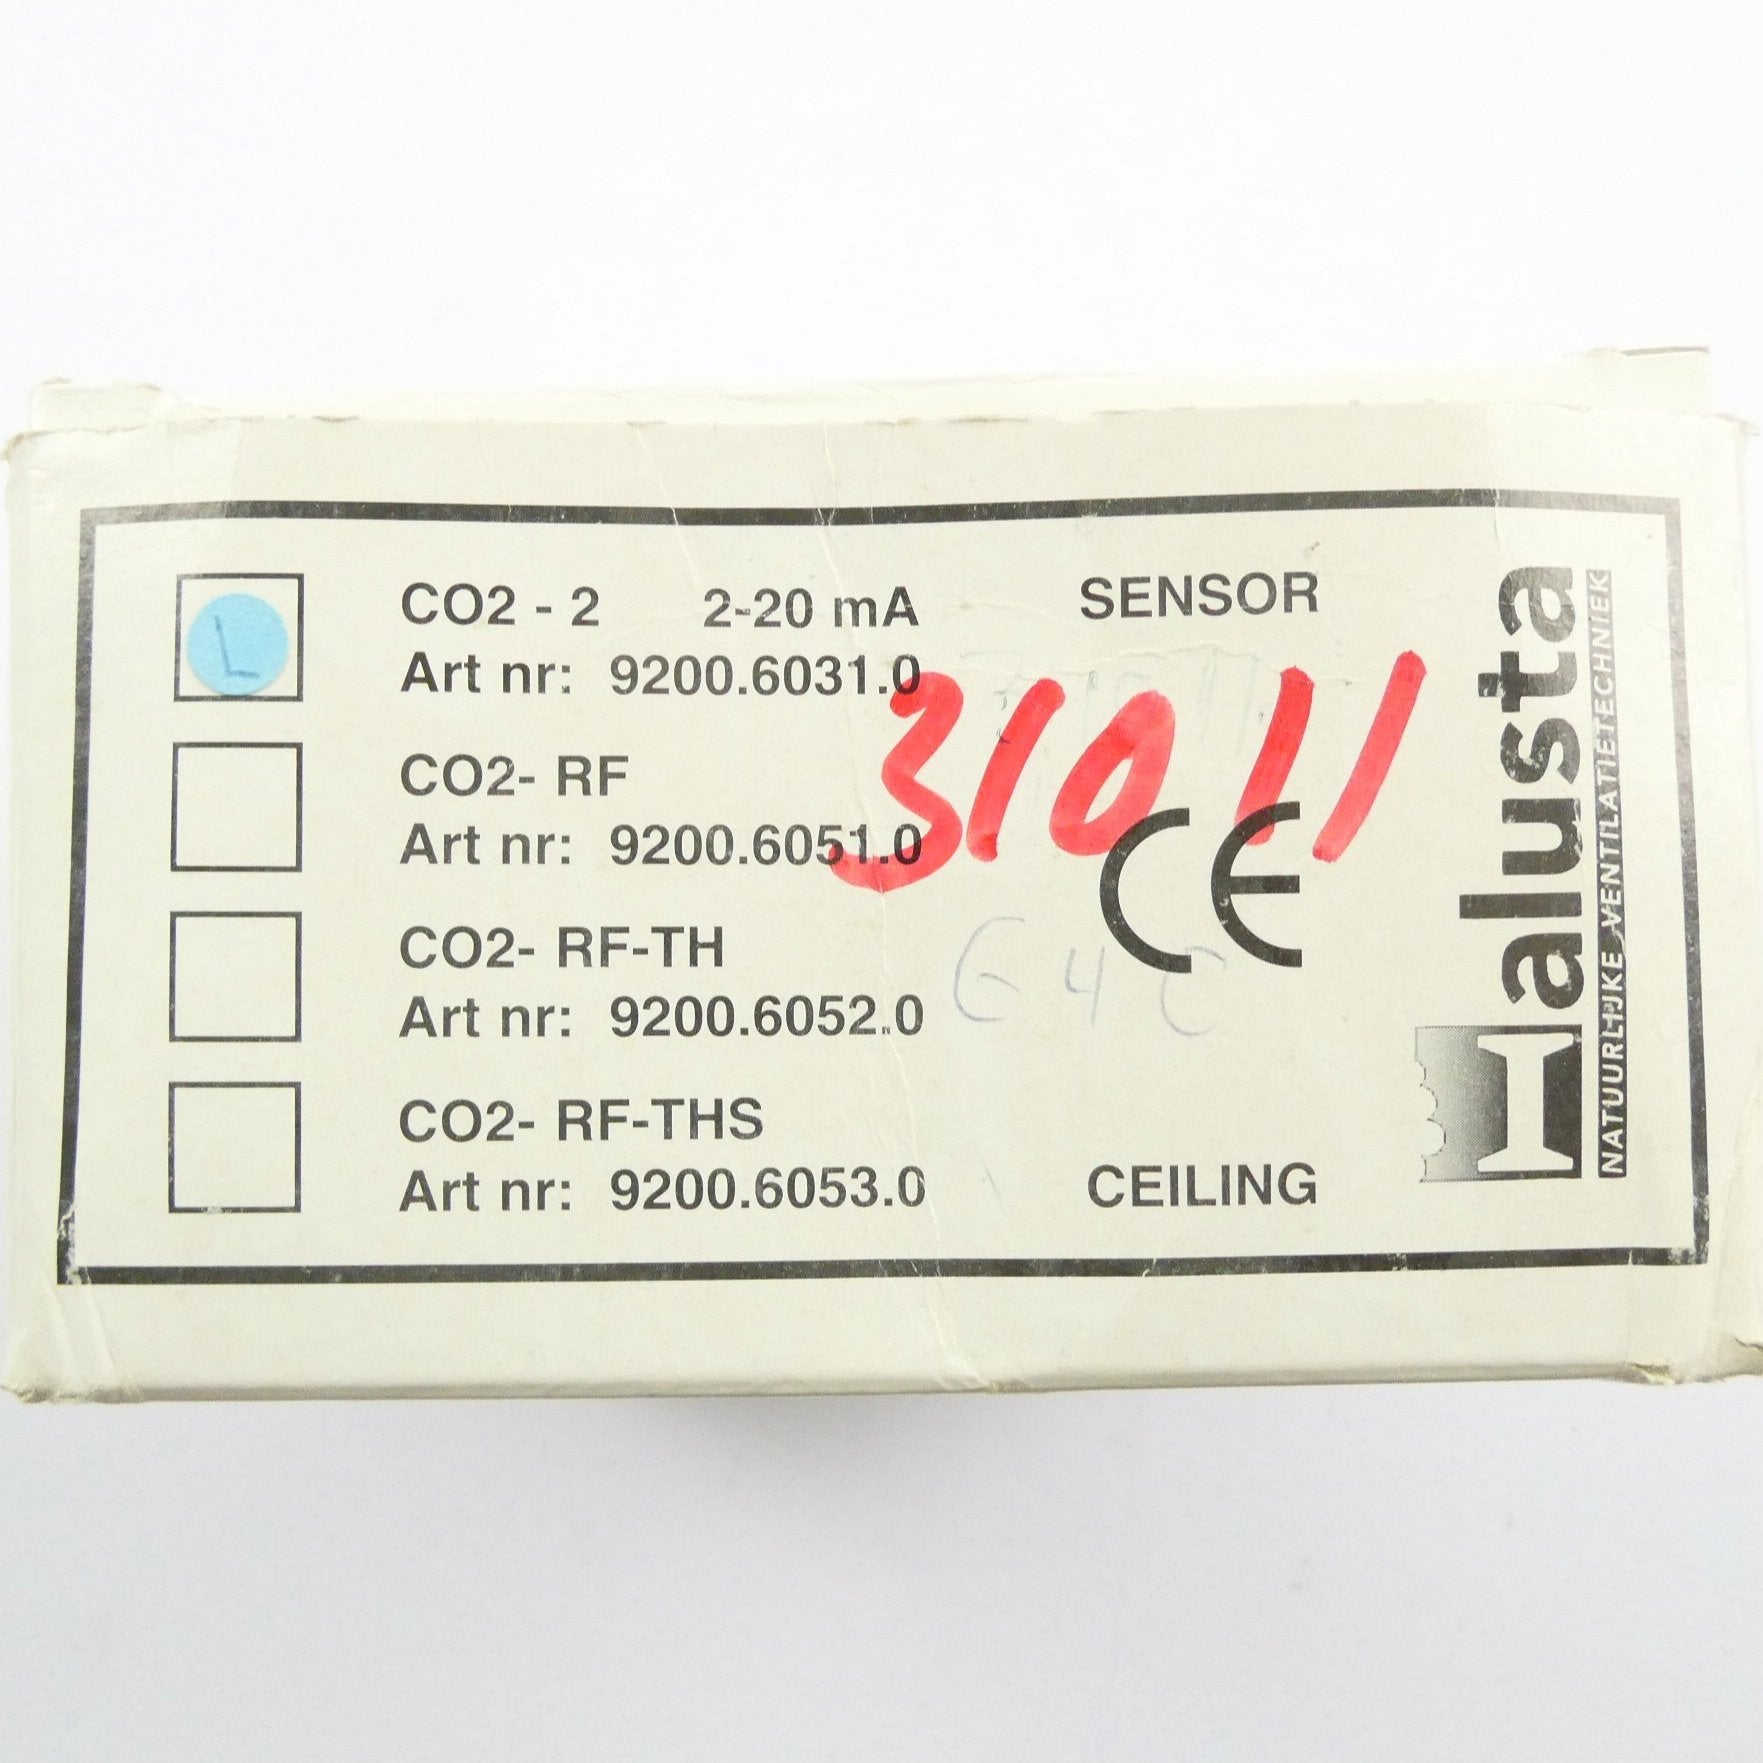 L
CO2 - 2 2-20 mA SENSOR
Art nr: 9200.6031.0
31011
CO2- RF
Art nr: 9200.6051.0
CE
CO2- RF-TH
Art nr: 9200.6052.0
CO2- RF-THS
Art nr: 9200.6053.0
CEILING
Ialusta
NATUURLIJKE VENTILATIETECHNIEK